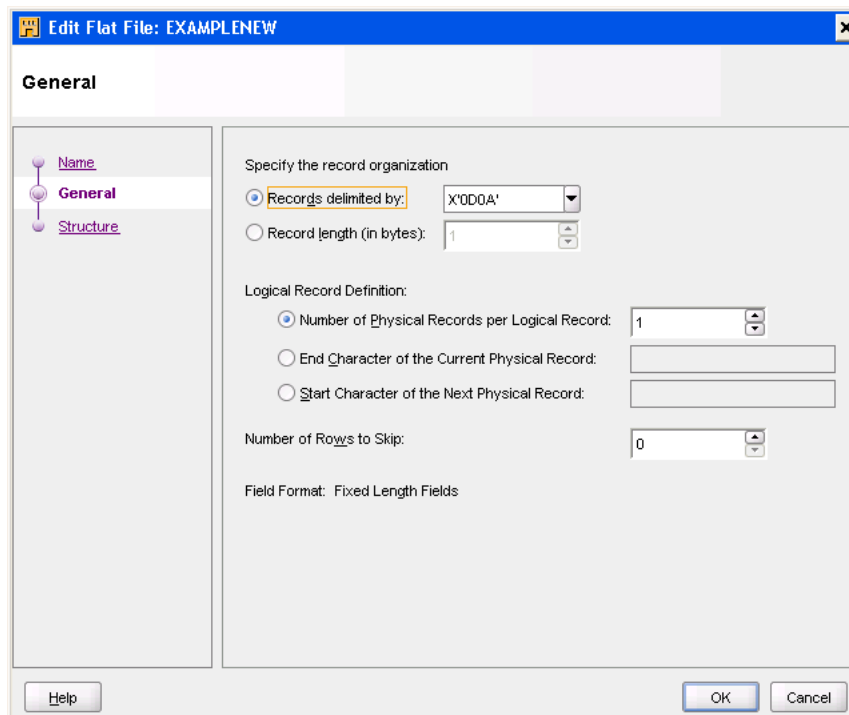 Edit Flat File: EXAMPLENEW
General
Name
General
Structure
Specify the record organization
Records delimited by: X'0D0A'
Record length (in bytes): 1
Logical Record Definition:
Number of Physical Records per Logical Record: 1
End Character of the Current Physical Record:
Start Character of the Next Physical Record:
Number of Rows to Skip: 0
Field Format: Fixed Length Fields
Help OK Cancel